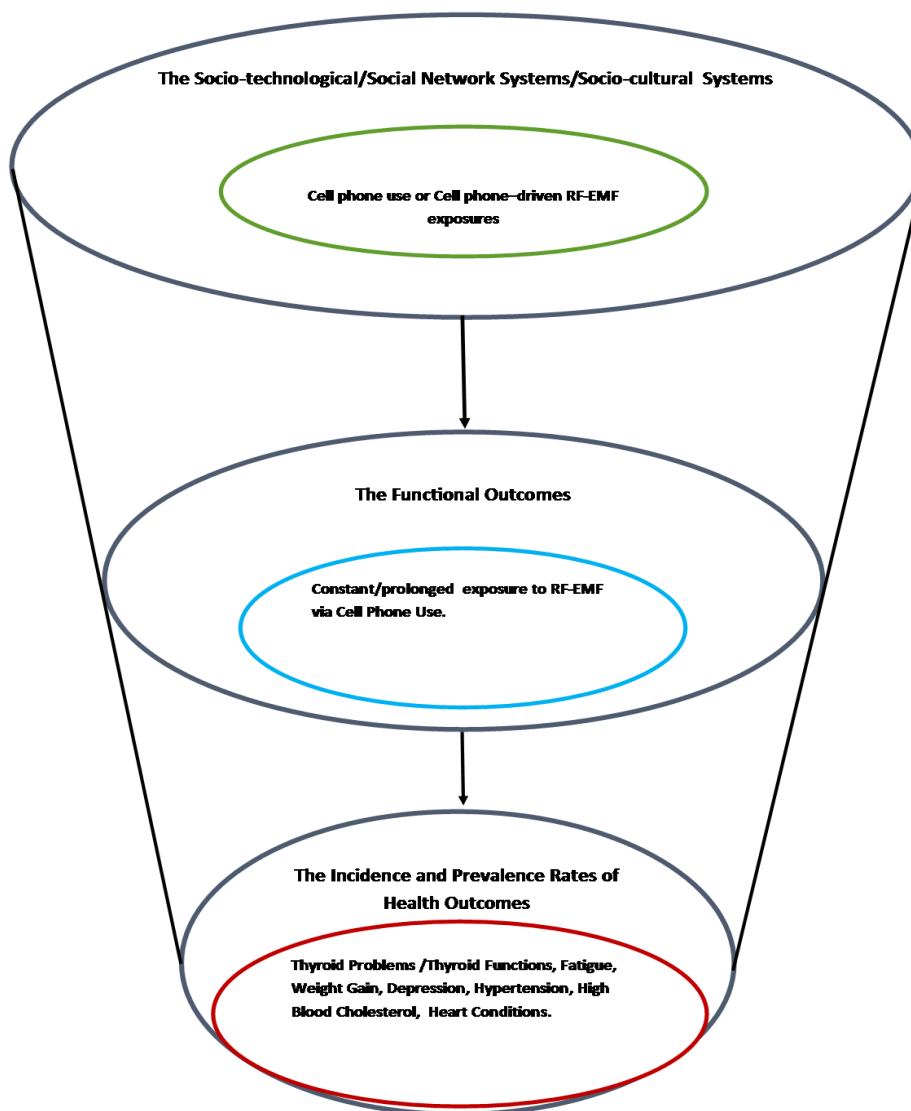 The Socio-technological/Social Network Systems/Socio-cultural Systems
Cell phone use or Cell phone–driven RF-EMF
exposures
The Functional Outcomes
Constant/prolonged exposure to RF-EMF
via Cell Phone Use.
The Incidence and Prevalence Rates of
Health Outcomes
Thyroid Problems /Thyroid Functions, Fatigue,
Weight Gain, Depression, Hypertension, High
Blood Cholesterol, Heart Conditions.